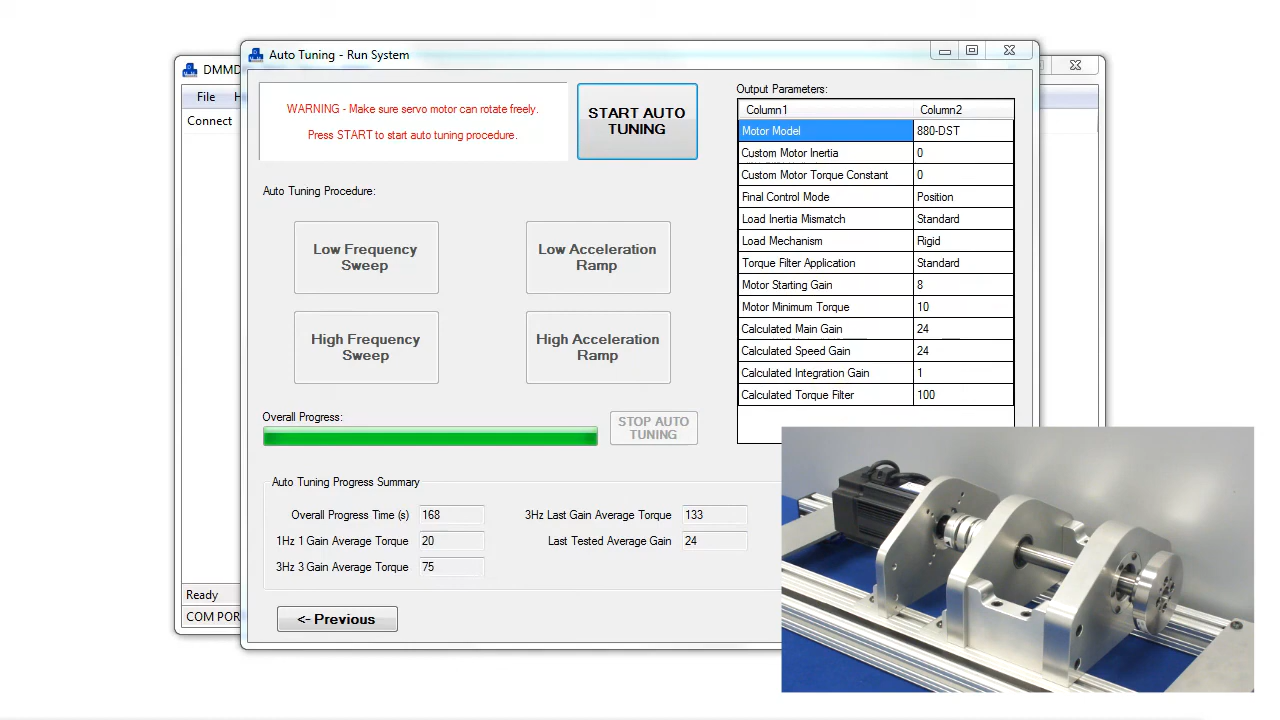 Auto Tuning - Run System
DMMD
File H
Connect
WARNING - Make sure servo motor can rotate freely.
Press START to start auto tuning procedure.
START AUTO
TUNING
Auto Tuning Procedure:
Low Frequency
Sweep
Low Acceleration
Ramp
High Frequency
Sweep
High Acceleration
Ramp
Overall Progress:
STOP AUTO
TUNING
Output Parameters:
Column1 Column2
Motor Model 880-DST
Custom Motor Inertia 0
Custom Motor Torque Constant 0
Final Control Mode Position
Load Inertia Mismatch Standard
Load Mechanism Rigid
Torque Filter Application Standard
Motor Starting Gain 8
Motor Minimum Torque 10
Calculated Main Gain 24
Calculated Speed Gain 24
Calculated Integration Gain 1
Calculated Torque Filter 100
Auto Tuning Progress Summary
Overall Progress Time (s) 168
3Hz Last Gain Average Torque 133
1Hz 1 Gain Average Torque 20
Last Tested Average Gain 24
3Hz 3 Gain Average Torque 75
Ready
COM POR
<- Previous